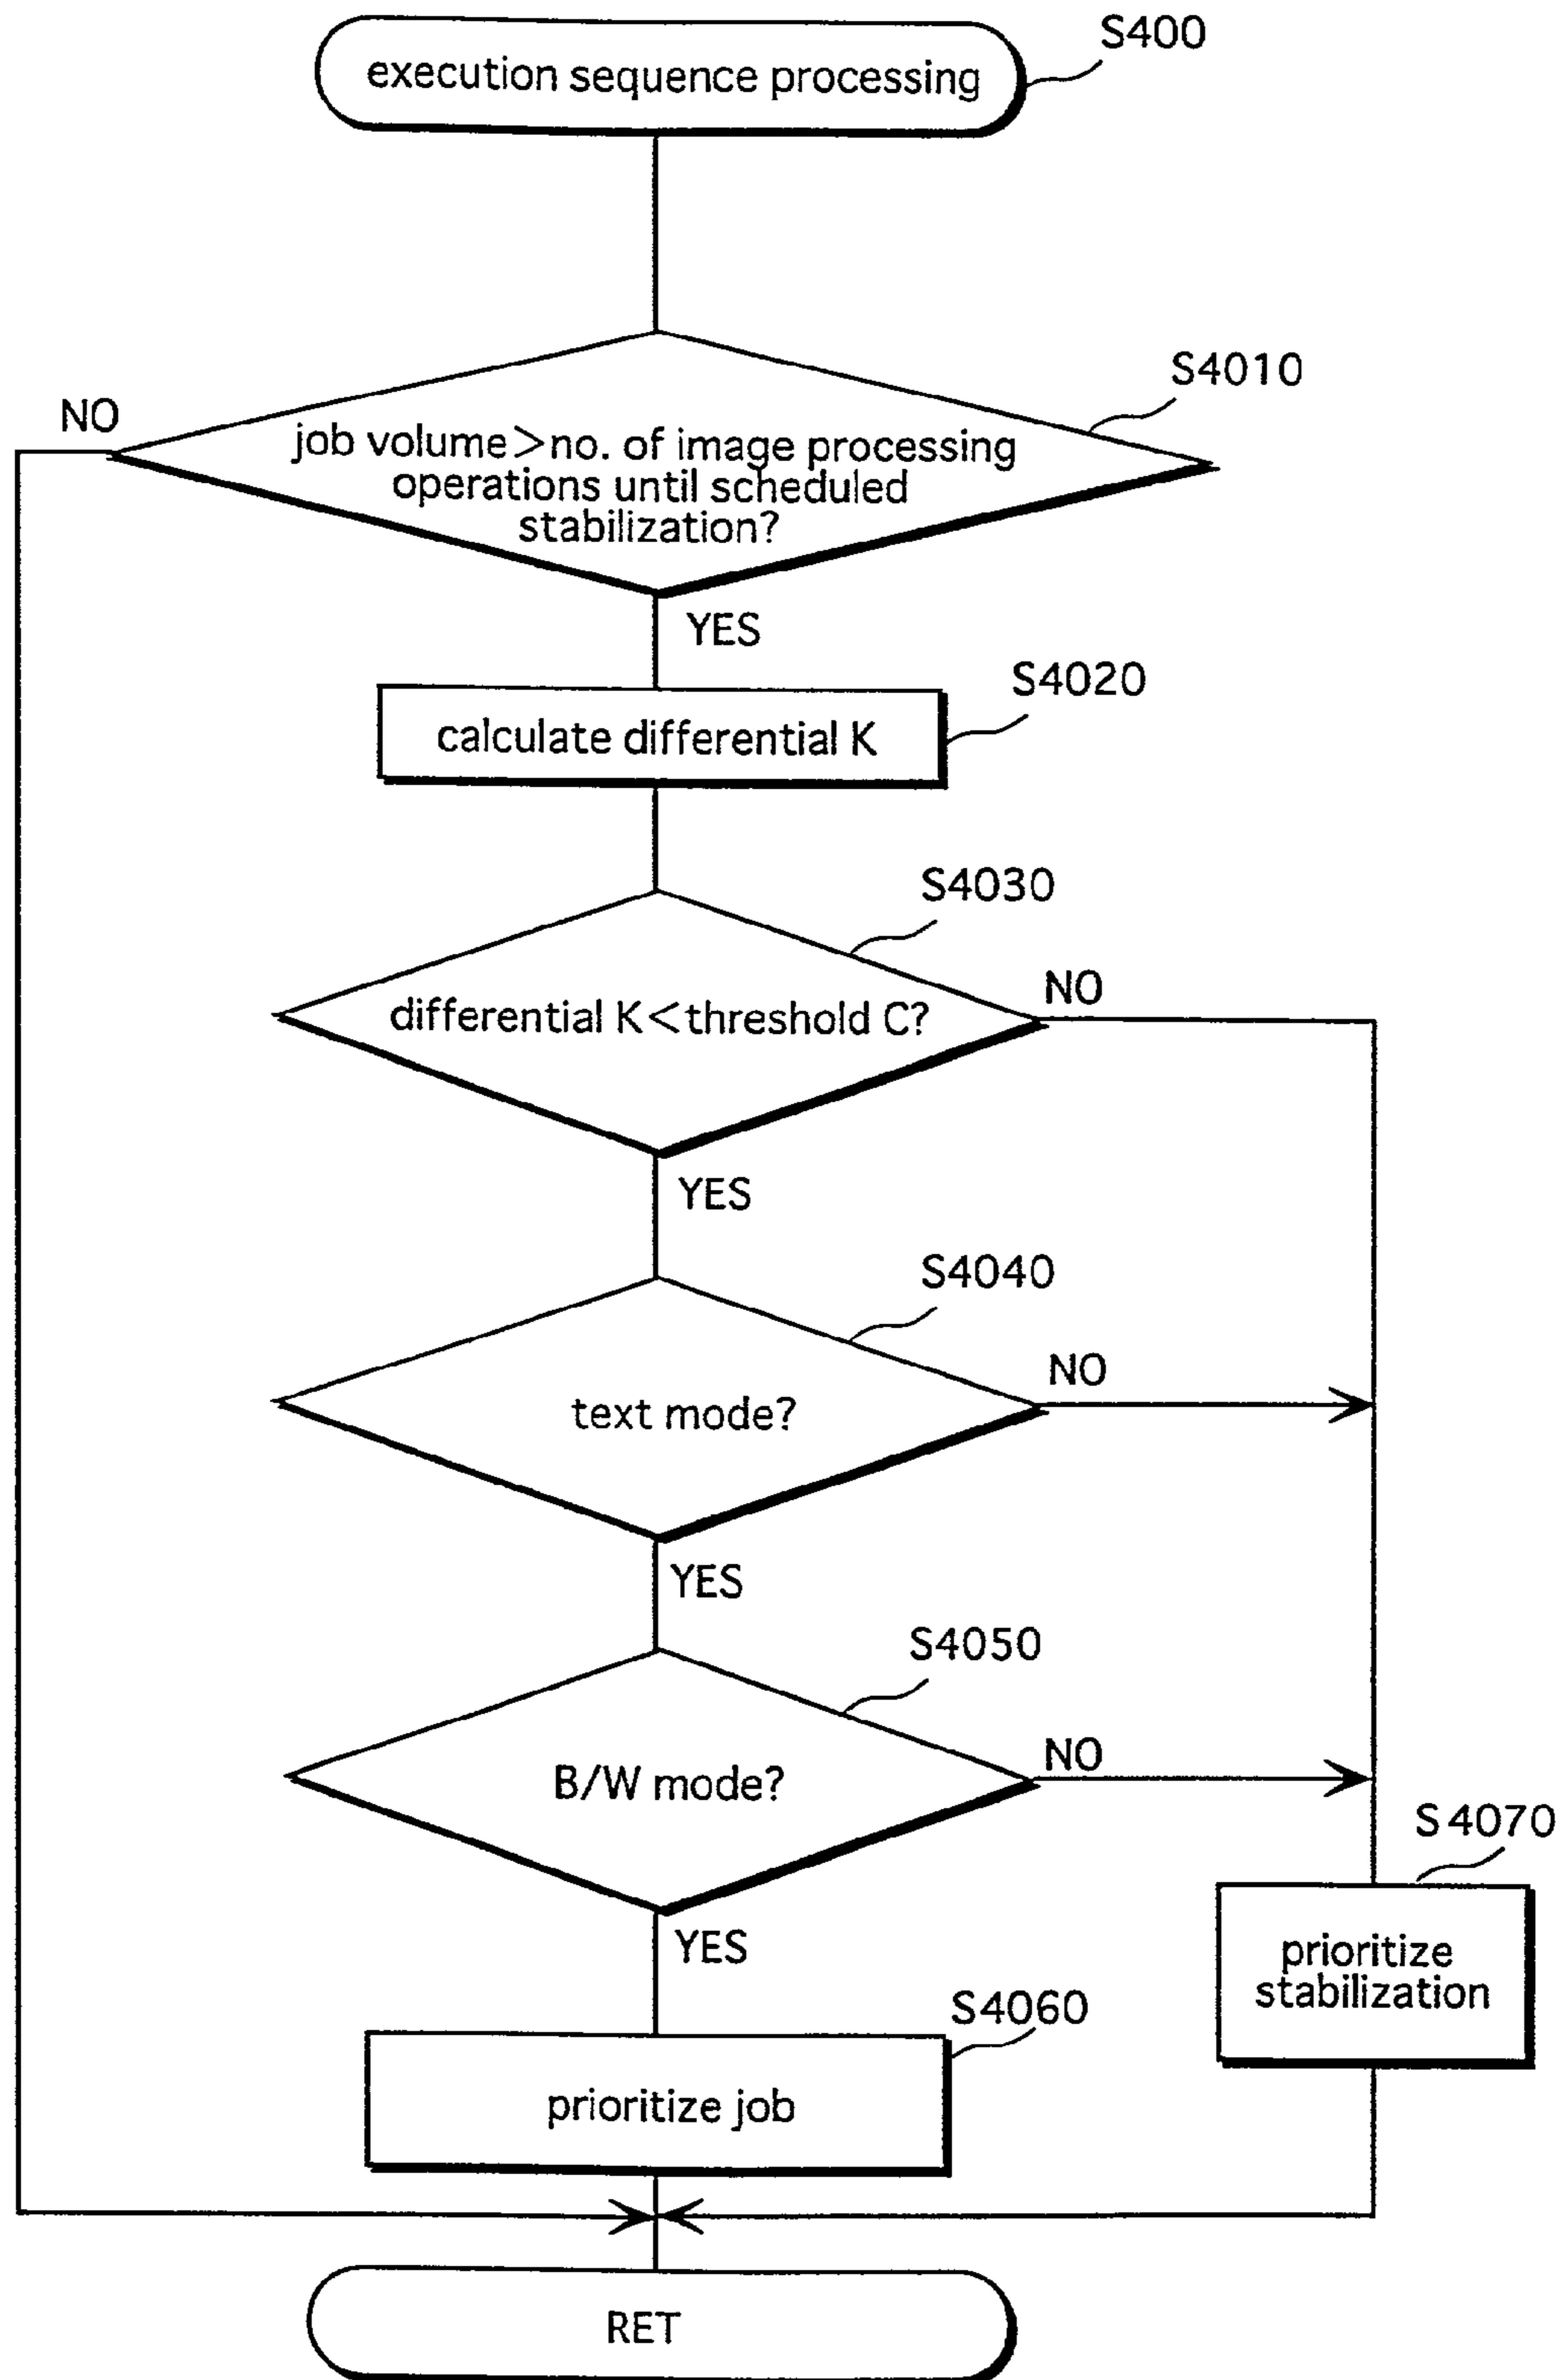 S400
execution sequence processing
S4010
NO
job volume>no. of image processing
operations until scheduled
stabilization?
YES
S4020
calculate differential K
S4030
NO
differential K<threshold C?
YES
S4040
NO
text mode?
YES
S4050
NO
B/W mode?
S4070
YES
prioritize
stabilization
S4060
prioritize job
RET